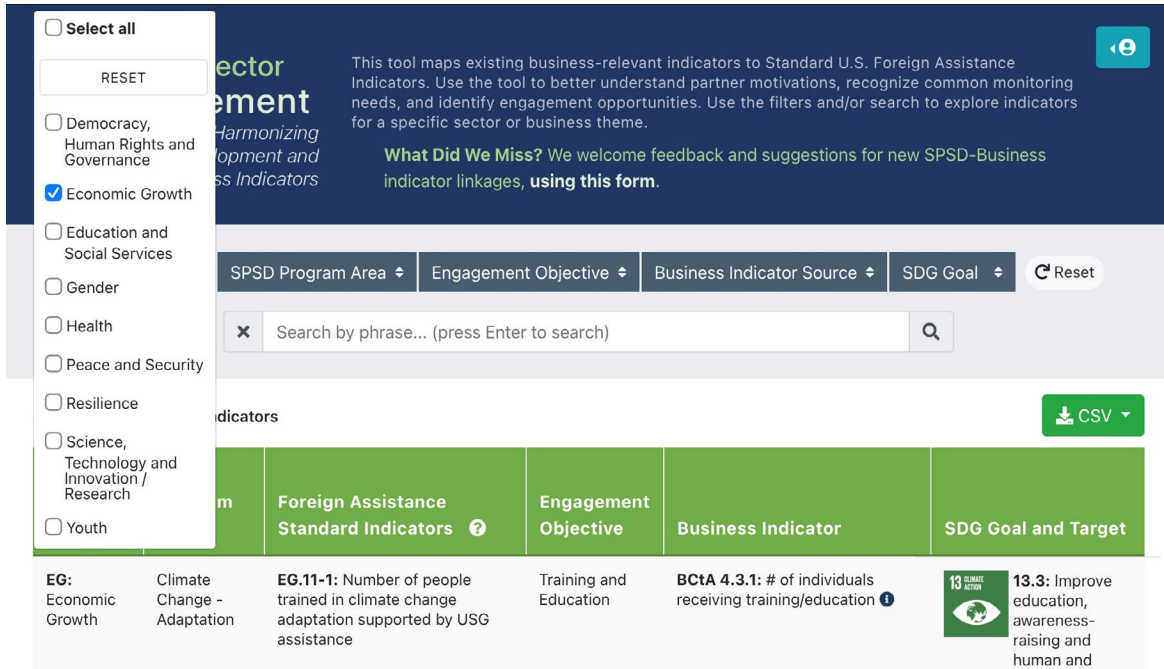 Select all
RESET
Democracy,
Human Rights and
Governance
Economic Growth
Education and
Social Services
Gender
Health
Peace and Security
Resilience
Science,
Technology and
Innovation /
Research
Youth
ector
ement
Harmonizing
lopment and
ss Indicators
This tool maps existing business-relevant indicators to Standard U.S. Foreign Assistance
Indicators. Use the tool to better understand partner motivations, recognize common monitoring
needs, and identify engagement opportunities. Use the filters and/or search to explore indicators
for a specific sector or business theme.
What Did We Miss? We welcome feedback and suggestions for new SPSD-Business
indicator linkages, using this form.
SPSD Program Area
Engagement Objective
Business Indicator Source
SDG Goal
Reset
Search by phrase... (press Enter to search)
dicators
CSV
m
Foreign Assistance
Standard Indicators
Engagement
Objective
Business Indicator
SDG Goal and Target
EG:
Economic
Growth
Climate
Change -
Adaptation
EG.11-1: Number of people
trained in climate change
adaptation supported by USG
assistance
Training and
Education
BCtA 4.3.1: # of individuals
receiving training/education
13 CLIMATE
ACTION
13.3: Improve
education,
awareness-
raising and
human and